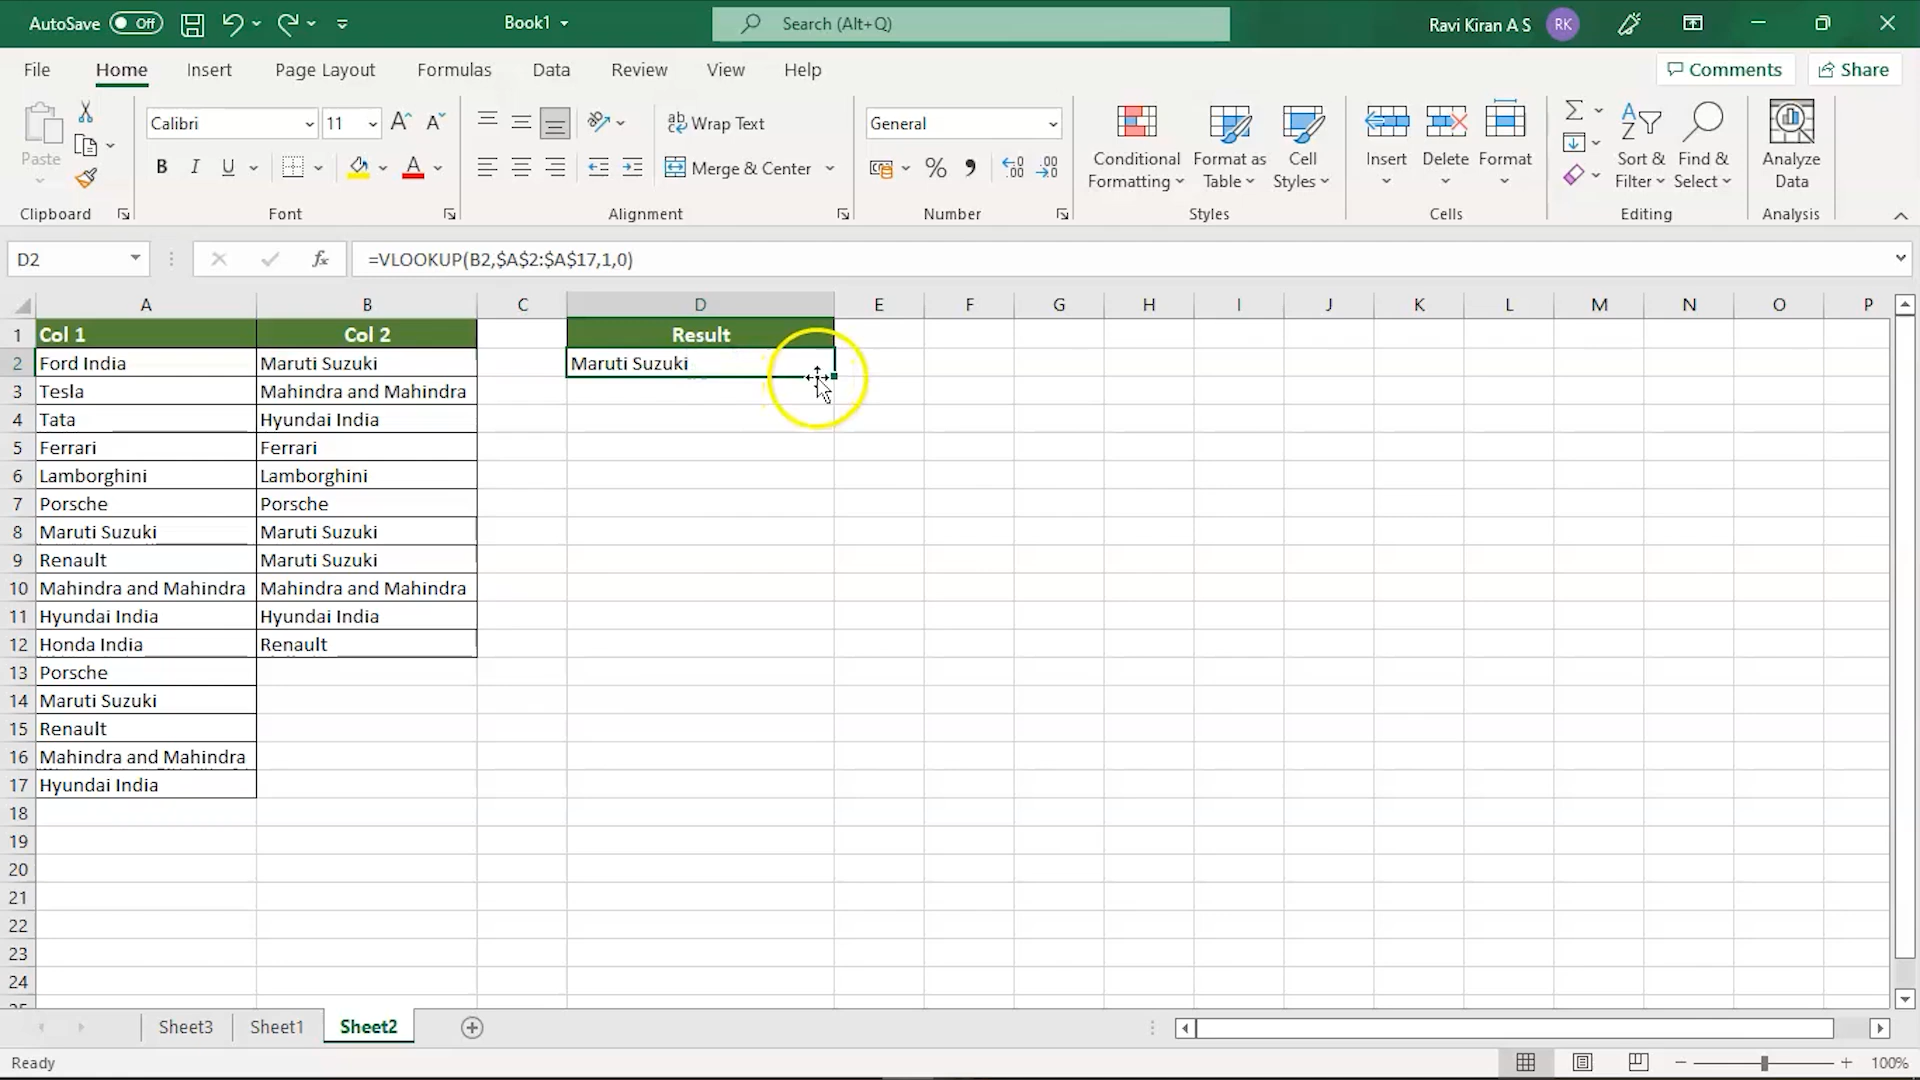 AutoSave Off Book1 Search (Alt+Q) Ravi Kiran A S RK
File Home Insert Page Layout Formulas Data Review View Help Comments Share
Paste
Clipboard
Calibri 11
B I U
Font
Wrap Text
Merge & Center
Alignment
General
Number
Conditional Formatting
Format as Table
Cell Styles
Styles
Insert Delete Format
Cells
Sort & Filter
Find & Select
Editing
Analyze Data
Analysis
D2 fx =VLOOKUP(B2,$A$2:$A$17,1,0)
A B C D E F G H I J K L M N O P
1 Col 1 Col 2 Result
2 Ford India Maruti Suzuki Maruti Suzuki
3 Tesla Mahindra and Mahindra
4 Tata Hyundai India
5 Ferrari Ferrari
6 Lamborghini Lamborghini
7 Porsche Porsche
8 Maruti Suzuki Maruti Suzuki
9 Renault Maruti Suzuki
10 Mahindra and Mahindra Mahindra and Mahindra
11 Hyundai India Hyundai India
12 Honda India Renault
13 Porsche
14 Maruti Suzuki
15 Renault
16 Mahindra and Mahindra
17 Hyundai India
18
19
20
21
22
23
24
Sheet3 Sheet1 Sheet2
Ready 100%